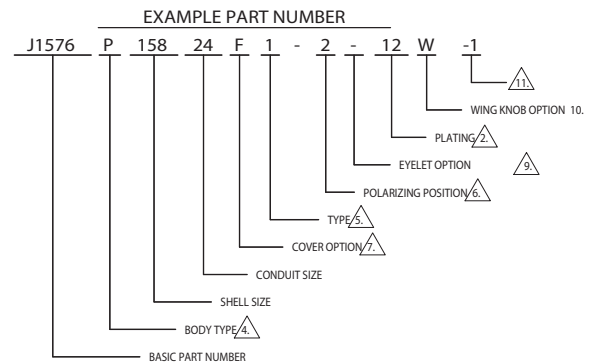 EXAMPLE PART NUMBER
J1576 P 158 24 F 1 - 2 - 12 W -1
11.
WING KNOB OPTION 10.
PLATING 2.
EYELET OPTION 9.
POLARIZING POSITION 6.
TYPE 5.
COVER OPTION 7.
CONDUIT SIZE
SHELL SIZE
BODY TYPE 4.
BASIC PART NUMBER